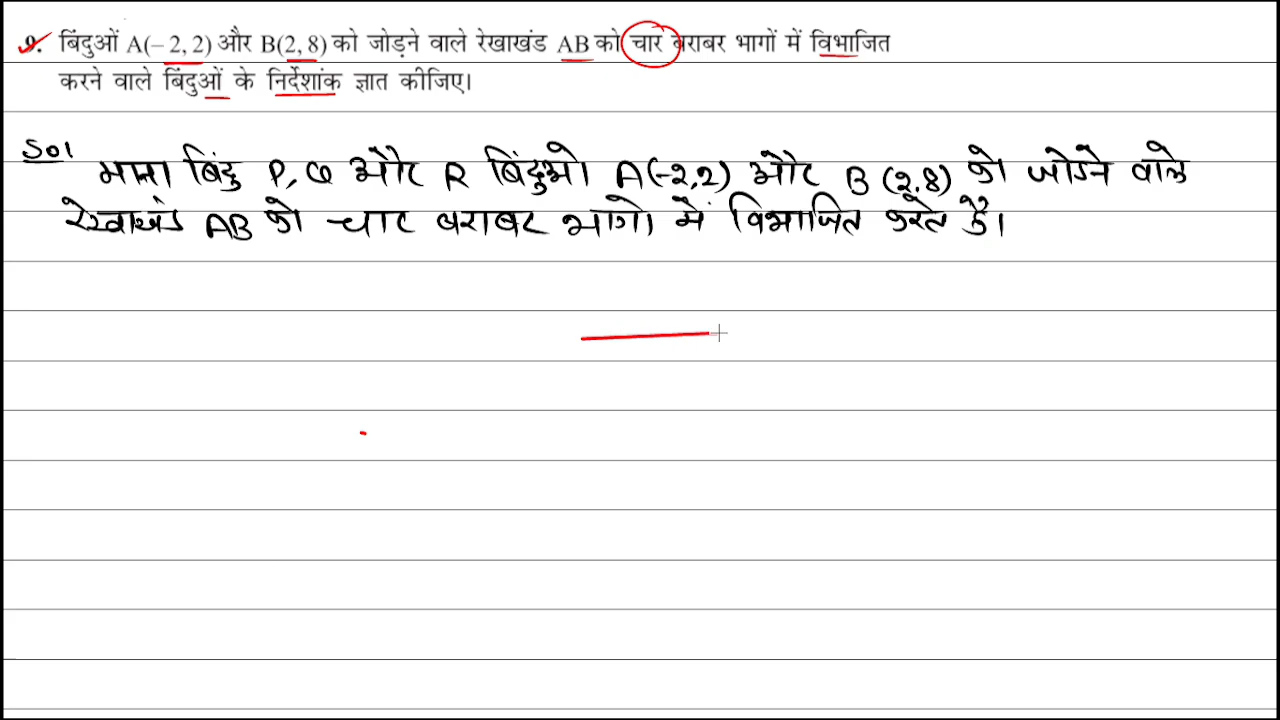 9. बिंदुओं A(– 2, 2) और B(2, 8) को जोड़ने वाले रेखाखंड AB को चार बराबर भागों में विभाजित
करने वाले बिंदुओं के निर्देशांक ज्ञात कीजिए।
Sol
माना बिंदु P, Q और R बिंदुओ A(-2,2) और B (2,8) को जोडने वाले
रेखाखंड AB को चार बराबर भागो में विभाजित करते है।